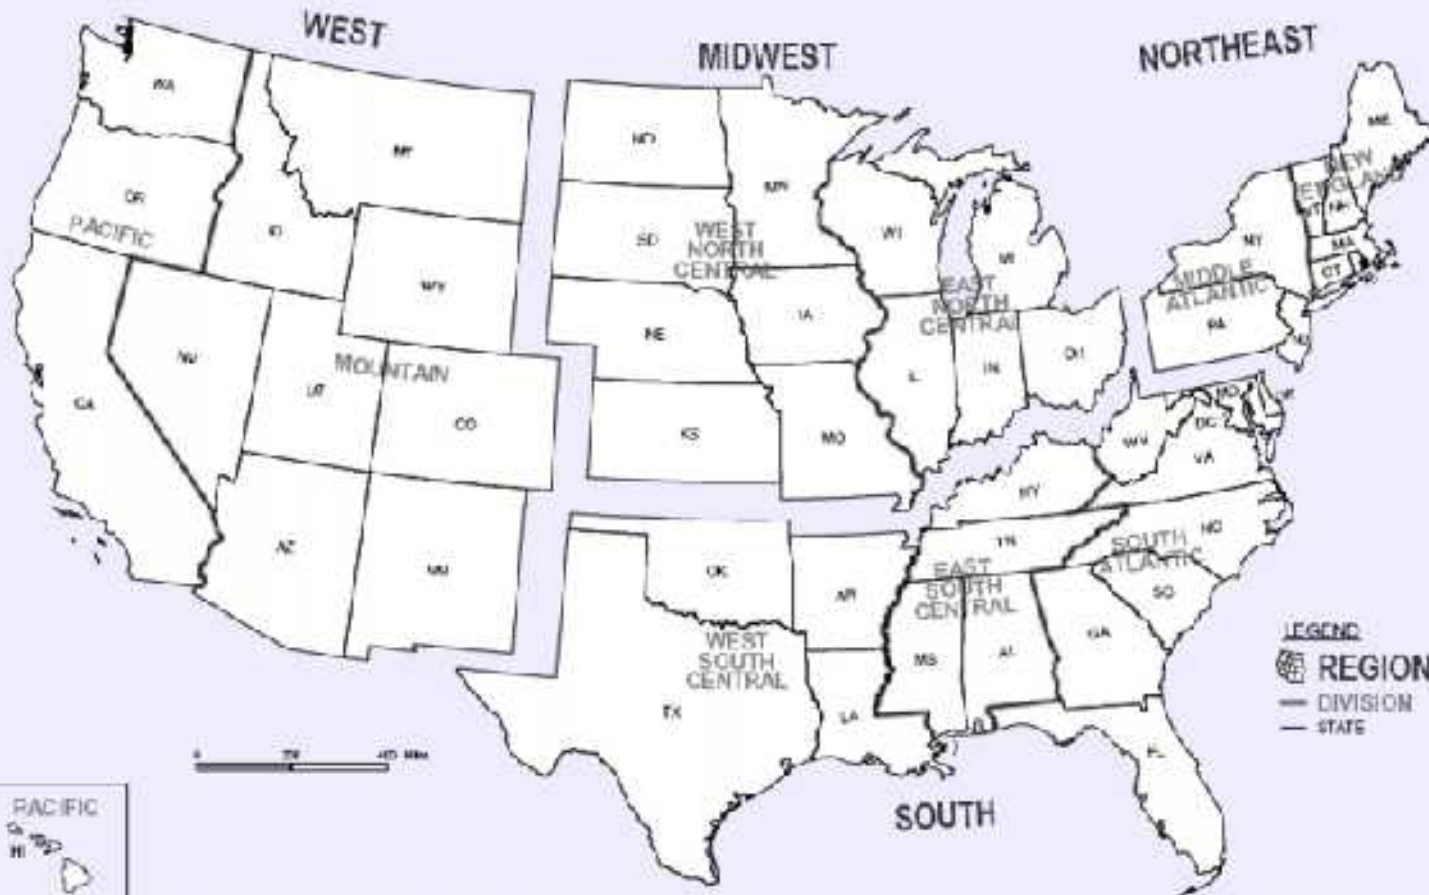 WEST
MIDWEST
NORTHEAST
WA
MT
ND
MN
ME
OR
PACIFIC
ID
SD
WEST
NORTH
CENTRAL
WI
MI
NEW
ENGLAND
VT
NH
NY
MA
CT
MIDDLE
ATLANTIC
WY
NE
IA
EAST
NORTH
CENTRAL
PA
NJ
NV
UT
MOUNTAIN
CO
CA
KS
MO
IL
IN
OH
WV
MD
DC
VA
AZ
OK
AR
TN
NC
SOUTH
ATLANTIC
SC
EAST
SOUTH
CENTRAL
WEST
SOUTH
CENTRAL
TX
LA
MS
AL
GA
FL
LEGEND
REGION
DIVISION
STATE
0
SOUTH
PACIFIC
HI